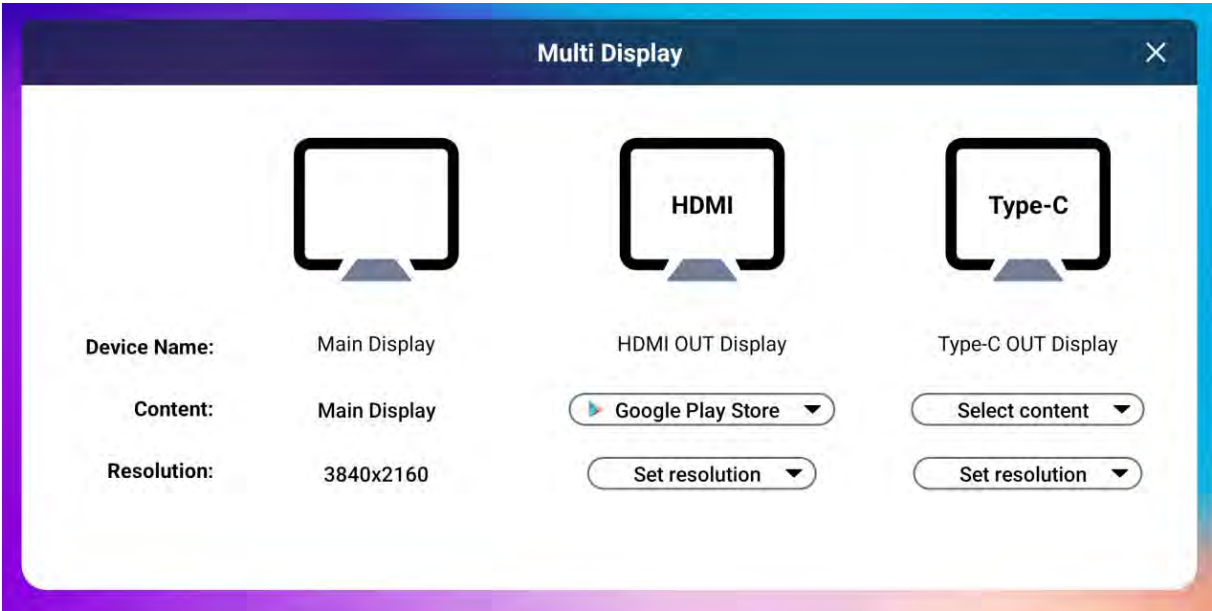 Multi Display
HDMI
Type-C
Device Name: Main Display HDMI OUT Display Type-C OUT Display
Content: Main Display Google Play Store Select content
Resolution: 3840x2160 Set resolution Set resolution